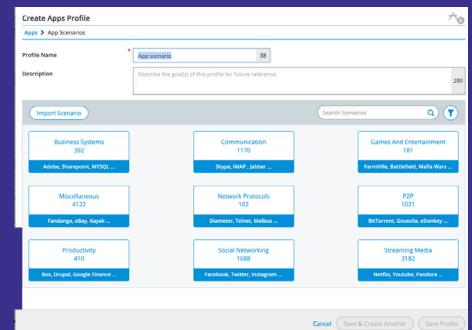 Create Apps Profile
Apps > App Scenarios
Profile Name * App scenario 38
Description Describe the goal(s) of this profile for future reference. 280
Import Scenario Search Scenarios
Business Systems Communication Games And Entertainment
392 1170 181
Adobe, Sharepoint, MYSQL ... Skype, IMAP, Jabber ... FarmVille, Battlefield, Mafia Wars ...
Miscellaneous Network Protocols P2P
4122 102 1021
Fandango, eBay, Kayak ... Diameter, Telnet, Modbus ... BitTorrent, Gnutella, eDonkey ...
Productivity Social Networking Streaming Media
410 1688 3182
Box, Drupal, Google Finance ... Facebook, Twitter, Instagram ... Netflix, Youtube, Pandora ...
Cancel Save & Create Another Save Profile